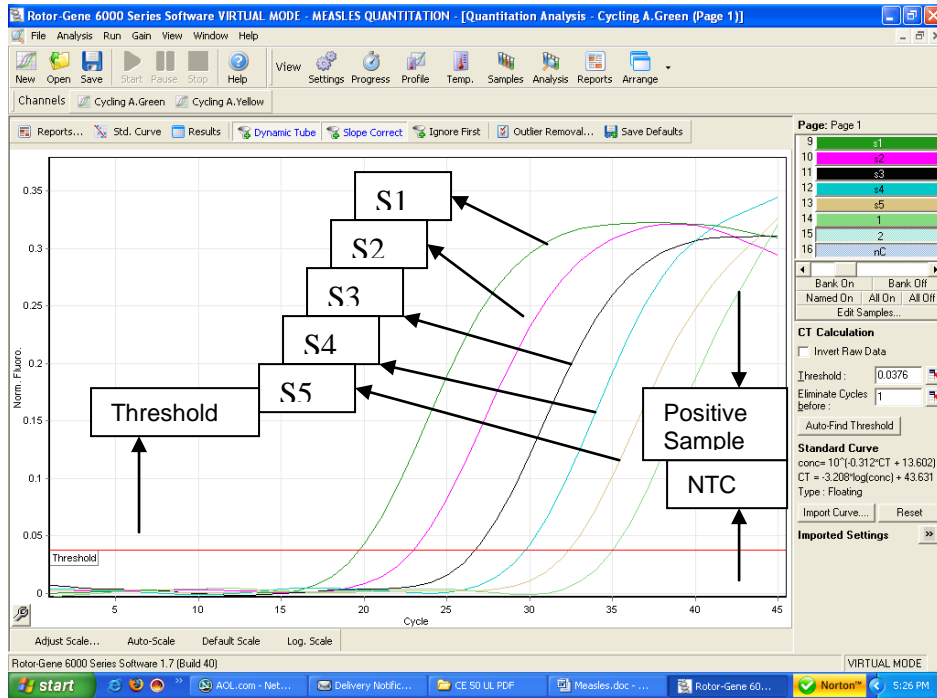 Rotor-Gene 6000 Series Software VIRTUAL MODE - MEASLES QUANTITATION - [Quantitation Analysis - Cycling A.Green (Page 1)]
File Analysis Run Gain View Window Help
New Open Save Start Pause Stop Help View Settings Progress Profile Temp. Samples Analysis Reports Arrange
Channels Cycling A.Green Cycling A.Yellow
Reports... Std. Curve Results Dynamic Tube Slope Correct Ignore First Outlier Removal... Save Defaults
Page: Page 1
9 s1
10 s2
11 s3
12 s4
13 s5
14 1
15 2
16 nC
Bank On Bank Off
Named On All On All Off
Edit Samples...
CT Calculation
Invert Raw Data
Threshold : 0.0376
Eliminate Cycles before : 1
Auto-Find Threshold
Standard Curve
conc= 10^(-0.312*CT + 13.602)
CT = -3.208*log(conc) + 43.631
Type : Floating
Import Curve.... Reset
Imported Settings
Norm. Fluoro.
0.35
0.3
0.25
0.2
0.15
0.1
0.05
0
S1
S2
S3
S4
S5
Threshold
Positive
Sample
NTC
Threshold
5 10 15 20 25 30 35 40 45
Cycle
Adjust Scale... Auto-Scale Default Scale Log. Scale
Rotor-Gene 6000 Series Software 1.7 (Build 40) VIRTUAL MODE
start AOL.com - Net... Delivery Notific... CE 50 UL PDF Measles.doc - ... Rotor-Gene 60... Norton™ 5:26 PM